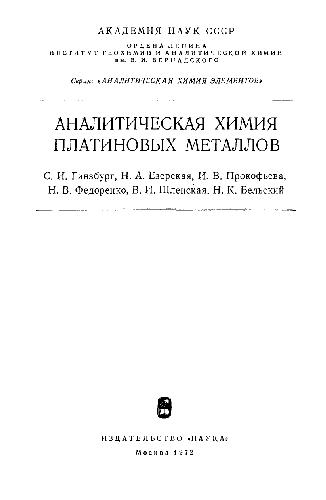 АКАДЕМИЯ НАУК СССР
ОРДЕНА ЛЕНИНА
ИНСТИТУТ ГЕОХИМИИ И АНАЛИТИЧЕСКОЙ ХИМИИ
им. В. И. ВЕРНАДСКОГО
Серия: «АНАЛИТИЧЕСКАЯ ХИМИЯ ЭЛЕМЕНТОВ»
АНАЛИТИЧЕСКАЯ ХИМИЯ
ПЛАТИНОВЫХ МЕТАЛЛОВ
С. И. Гинзбург, Н. А. Езерская, И. В. Прокофьева,
Н. В. Федоренко, В. И. Шленская, Н. К. Бельский
ИЗДАТЕЛЬСТВО «НАУКА»
Москва 1972